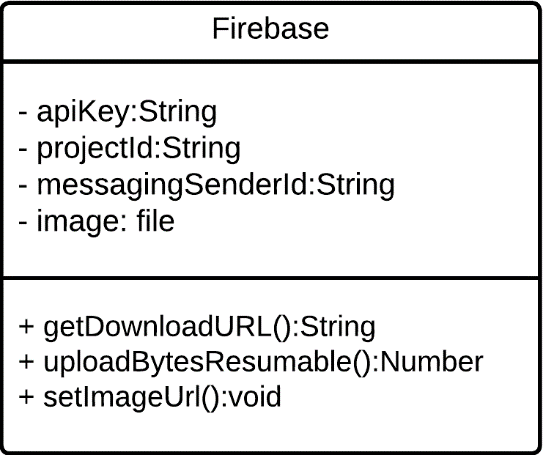 Firebase
- apiKey:String
- projectId:String
- messagingSenderId:String
- image: file
+ getDownloadURL():String
+ uploadBytesResumable():Number
+ setImageUrl():void